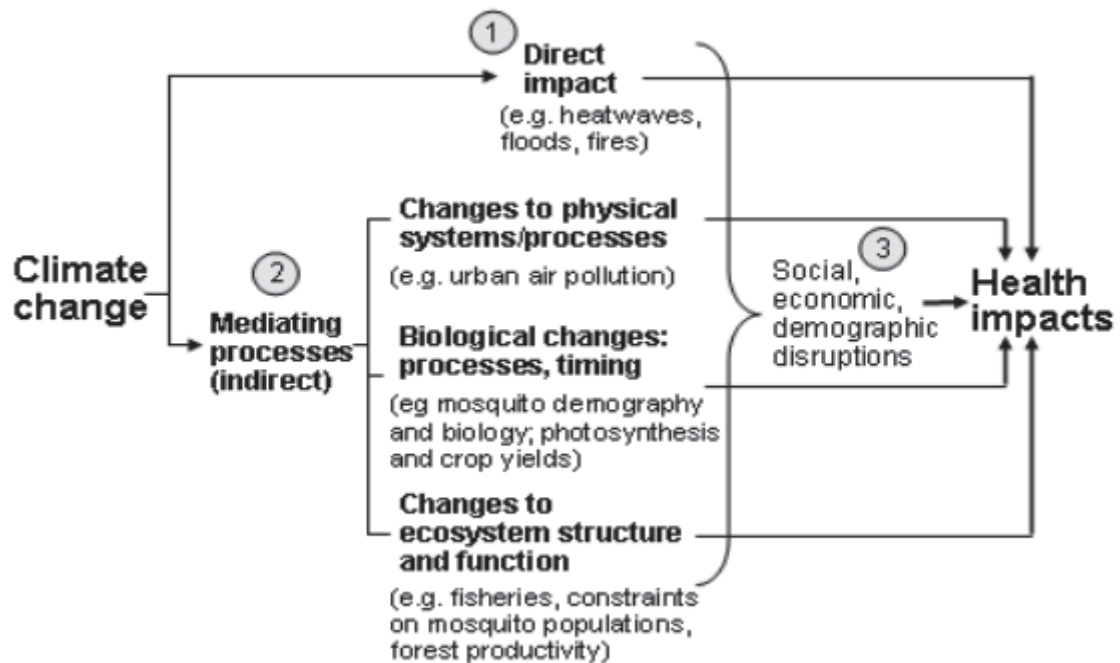 1
Direct
impact
(e.g. heatwaves,
floods, fires)
Climate
change
2
Mediating
processes
(indirect)
Changes to physical
systems/processes
(e.g. urban air pollution)
Biological changes:
processes, timing
(eg mosquito demography
and biology; photosynthesis
and crop yields)
Changes to
ecosystem structure
and function
(e.g. fisheries, constraints
on mosquito populations,
forest productivity)
3
Social,
economic,
demographic
disruptions
Health
impacts